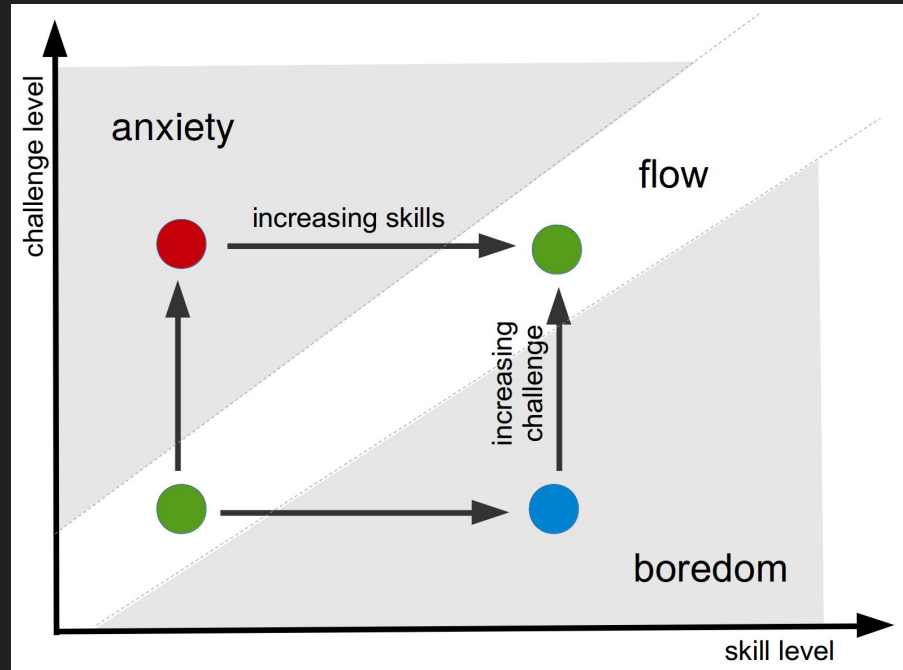 challenge level
anxiety
flow
increasing skills
increasing
challenge
boredom
skill level